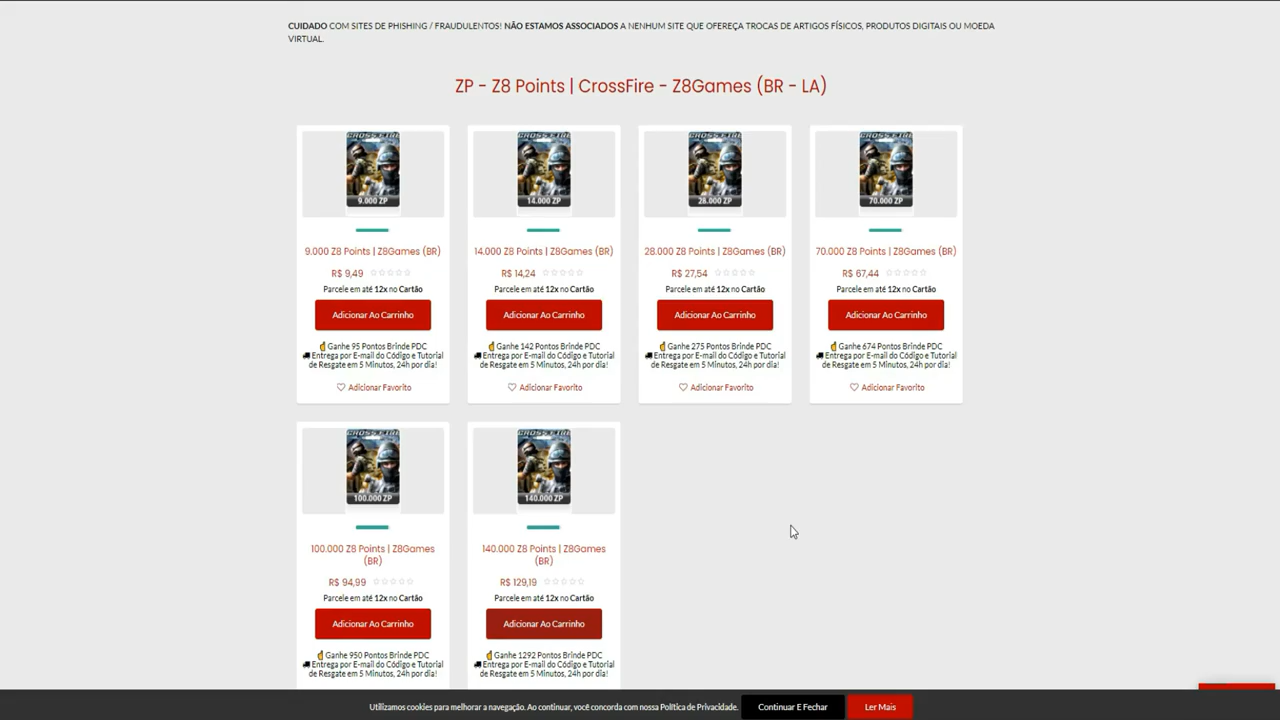 CUIDADO COM SITES DE PHISHING / FRAUDULENTOS! NÃO ESTAMOS ASSOCIADOS A NENHUM SITE QUE OFEREÇA TROCAS DE ARTIGOS FÍSICOS, PRODUTOS DIGITAIS OU MOEDA
VIRTUAL.
ZP - Z8 Points | CrossFire - Z8Games (BR - LA)
CROSS FIRE
9.000 ZP
9.000 Z8 Points | Z8Games (BR)
R$ 9,49
Parcele em até 12x no Cartão
Adicionar Ao Carrinho
Ganhe 95 Pontos Brinde PDC
Entrega por E-mail do Código e Tutorial
de Resgate em 5 Minutos, 24h por dia!
Adicionar Favorito
CROSS FIRE
14.000 ZP
14.000 Z8 Points | Z8Games (BR)
R$ 14,24
Parcele em até 12x no Cartão
Adicionar Ao Carrinho
Ganhe 142 Pontos Brinde PDC
Entrega por E-mail do Código e Tutorial
de Resgate em 5 Minutos, 24h por dia!
Adicionar Favorito
CROSS FIRE
28.000 ZP
28.000 Z8 Points | Z8Games (BR)
R$ 27,54
Parcele em até 12x no Cartão
Adicionar Ao Carrinho
Ganhe 275 Pontos Brinde PDC
Entrega por E-mail do Código e Tutorial
de Resgate em 5 Minutos, 24h por dia!
Adicionar Favorito
CROSS FIRE
70.000 ZP
70.000 Z8 Points | Z8Games (BR)
R$ 67,44
Parcele em até 12x no Cartão
Adicionar Ao Carrinho
Ganhe 674 Pontos Brinde PDC
Entrega por E-mail do Código e Tutorial
de Resgate em 5 Minutos, 24h por dia!
Adicionar Favorito
CROSS FIRE
100.000 ZP
100.000 Z8 Points | Z8Games
(BR)
R$ 94,99
Parcele em até 12x no Cartão
Adicionar Ao Carrinho
Ganhe 950 Pontos Brinde PDC
Entrega por E-mail do Código e Tutorial
de Resgate em 5 Minutos, 24h por dia!
CROSS FIRE
140.000 ZP
140.000 Z8 Points | Z8Games
(BR)
R$ 129,19
Parcele em até 12x no Cartão
Adicionar Ao Carrinho
Ganhe 1292 Pontos Brinde PDC
Entrega por E-mail do Código e Tutorial
de Resgate em 5 Minutos, 24h por dia!
Utilizamos cookies para melhorar a navegação. Ao continuar, você concorda com nossa Política de Privacidade. Continuar E Fechar Ler Mais